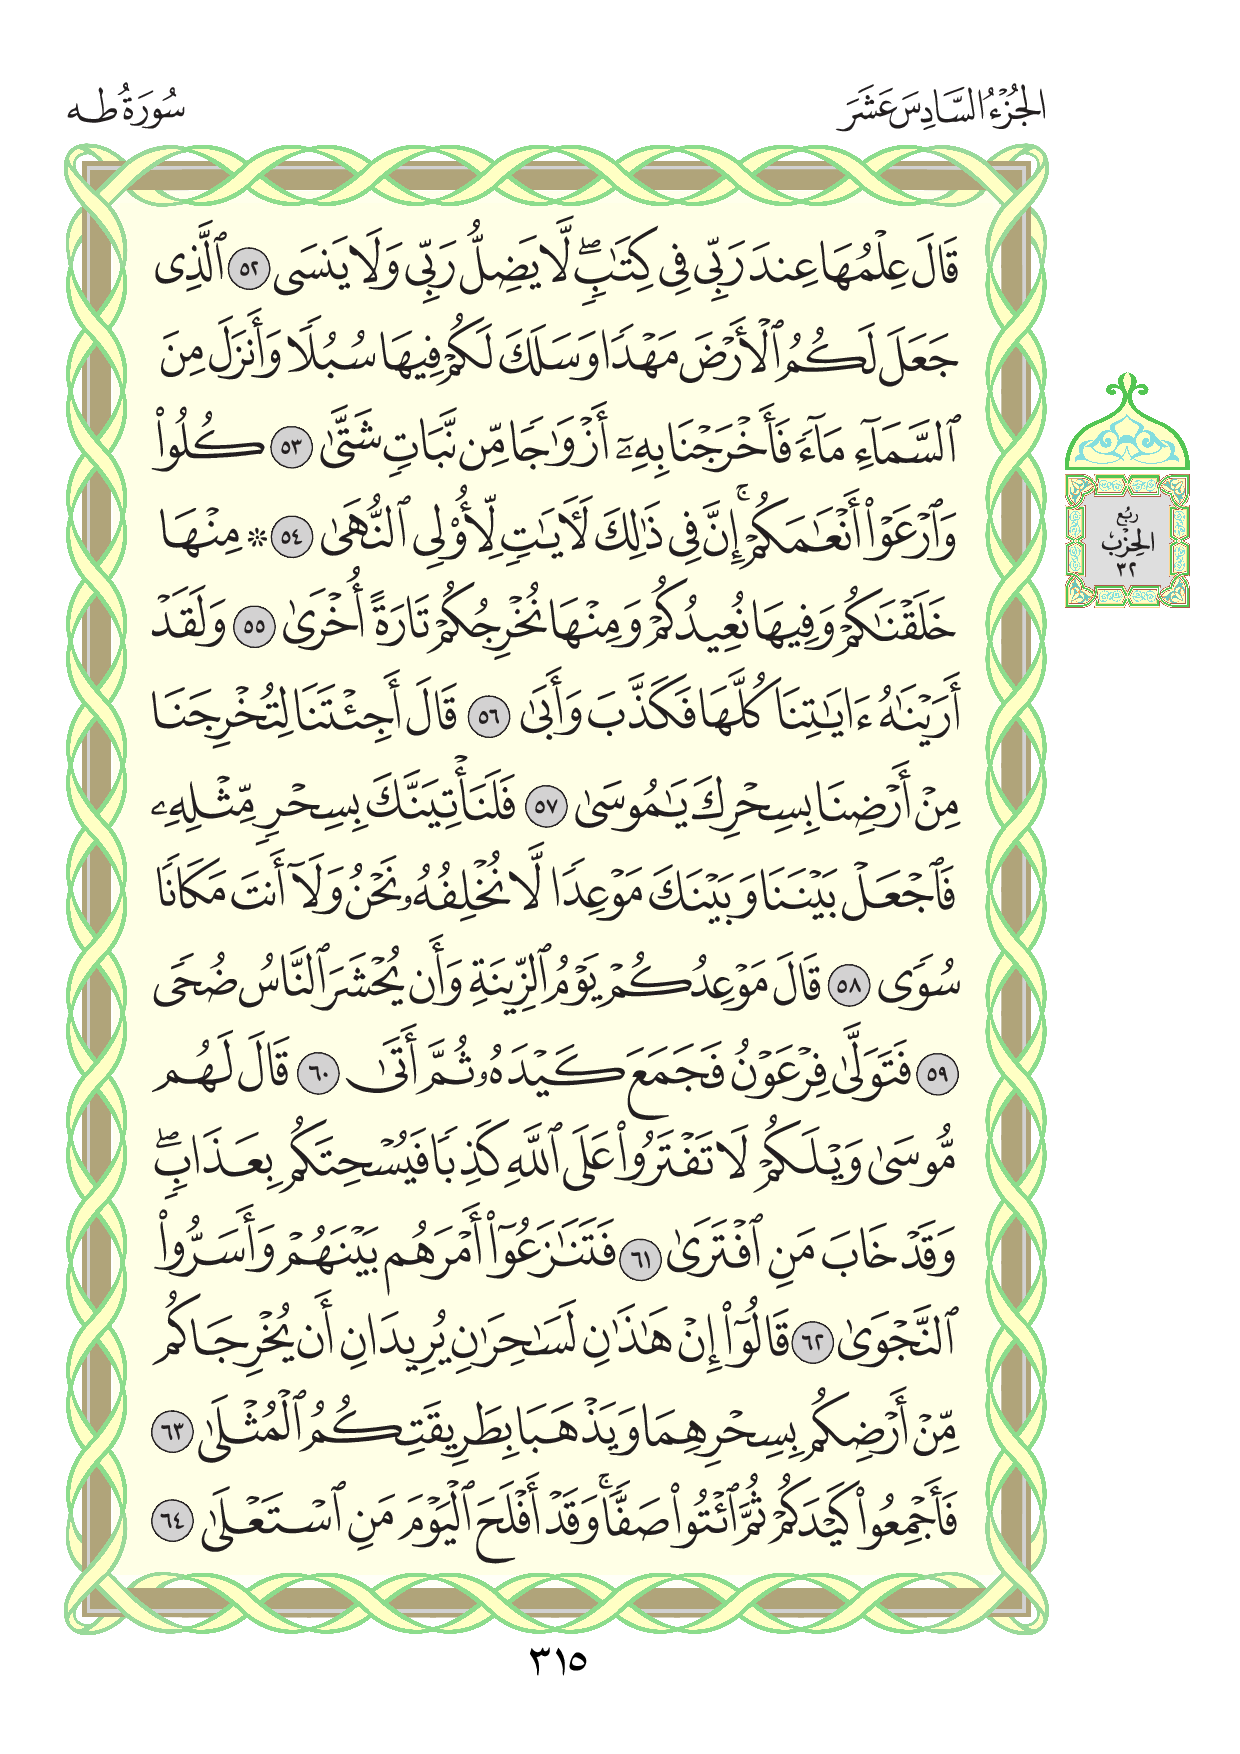 الجُزْءُ السَّادِسَ عَشَرَ
سُورَةُ طه
قَالَ عِلْمُهَا عِندَ رَبِّى فِى كِتَٰبٍۖ لَّا يَضِلُّ رَبِّى وَلَا يَنسَى ٥٢ ٱلَّذِى
جَعَلَ لَكُمُ ٱلْأَرْضَ مَهْدًا وَسَلَكَ لَكُمْ فِيهَا سُبُلًا وَأَنزَلَ مِنَ
ٱلسَّمَآءِ مَآءً فَأَخْرَجْنَا بِهِۦٓ أَزْوَٰجًا مِّن نَّبَاتٍ شَتَّىٰ ٥٣ كُلُوا۟
وَٱرْعَوْا۟ أَنْعَٰمَكُمْۚ إِنَّ فِى ذَٰلِكَ لَأَيَٰتٍ لِّأُو۟لِى ٱلنُّهَىٰ ٥٤ ۞ مِنْهَا
خَلَقْنَٰكُمْ وَفِيهَا نُعِيدُكُمْ وَمِنْهَا نُخْرِجُكُمْ تَارَةً أُخْرَىٰ ٥٥ وَلَقَدْ
أَرَيْنَٰهُ ءَايَٰتِنَا كُلَّهَا فَكَذَّبَ وَأَبَىٰ ٥٦ قَالَ أَجِئْتَنَا لِتُخْرِجَنَا
مِنْ أَرْضِنَا بِسِحْرِكَ يَٰمُوسَىٰ ٥٧ فَلَنَأْتِيَنَّكَ بِسِحْرٍ مِّثْلِهِۦ
فَٱجْعَلْ بَيْنَنَا وَبَيْنَكَ مَوْعِدًا لَّا نُخْلِفُهُۥ نَحْنُ وَلَآ أَنتَ مَكَانًا
سُوًى ٥٨ قَالَ مَوْعِدُكُمْ يَوْمُ ٱلزِّينَةِ وَأَن يُحْشَرَ ٱلنَّاسُ ضُحًى
٥٩ فَتَوَلَّىٰ فِرْعَوْنُ فَجَمَعَ كَيْدَهُۥ ثُمَّ أَتَىٰ ٦٠ قَالَ لَهُم
مُّوسَىٰ وَيْلَكُمْ لَا تَفْتَرُوا۟ عَلَى ٱللَّهِ كَذِبًا فَيُسْحِتَكُم بِعَذَابٍۖ
وَقَدْ خَابَ مَنِ ٱفْتَرَىٰ ٦١ فَتَنَٰزَعُوٓا۟ أَمْرَهُم بَيْنَهُمْ وَأَسَرُّوا۟
ٱلنَّجْوَىٰ ٦٢ قَالُوٓا۟ إِنْ هَٰذَٰنِ لَسَٰحِرَٰنِ يُرِيدَانِ أَن يُخْرِجَاكُم
مِّنْ أَرْضِكُم بِسِحْرِهِمَا وَيَذْهَبَا بِطَرِيقَتِكُمُ ٱلْمُثْلَىٰ ٦٣
فَأَجْمِعُوا۟ كَيْدَكُمْ ثُمَّ ٱئْتُوا۟ صَفًّاۚ وَقَدْ أَفْلَحَ ٱلْيَوْمَ مَنِ ٱسْتَعْلَىٰ ٦٤
رُبْعُ
الحِزْبِ
٣٢
٣١٥